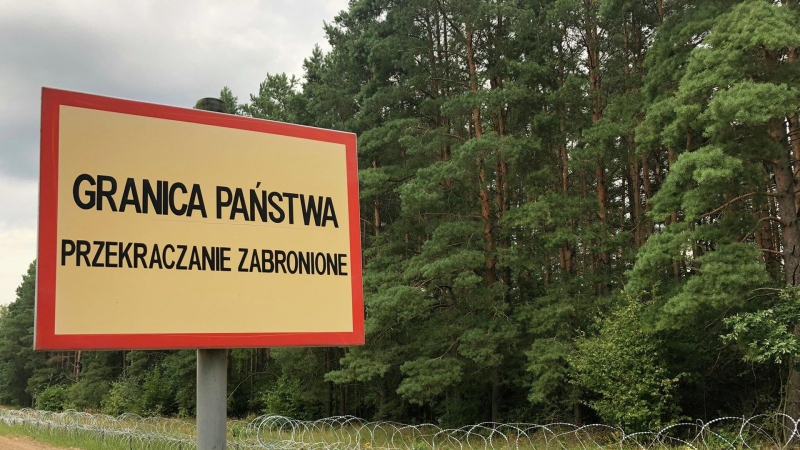 GRANICA PAŃSTWA
PRZEKRACZANIE ZABRONIONE